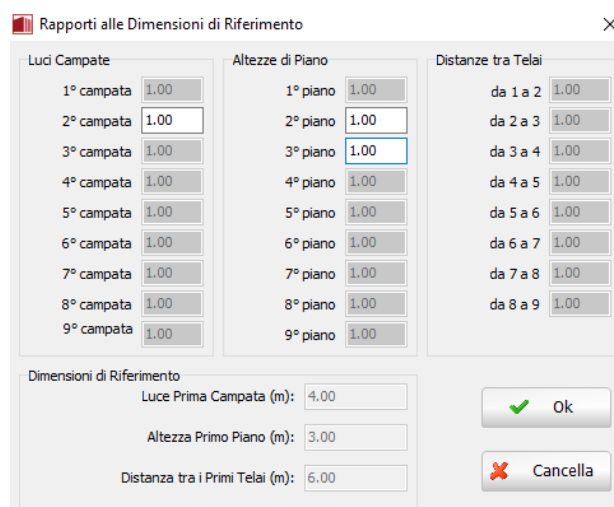 Rapporti alle Dimensioni di Riferimento
Luci Campate
1° campata 1.00
2° campata 1.00
3° campata 1.00
4° campata 1.00
5° campata 1.00
6° campata 1.00
7° campata 1.00
8° campata 1.00
9° campata 1.00
Altezze di Piano
1° piano 1.00
2° piano 1.00
3° piano 1.00
4° piano 1.00
5° piano 1.00
6° piano 1.00
7° piano 1.00
8° piano 1.00
9° piano 1.00
Distanze tra Telai
da 1 a 2 1.00
da 2 a 3 1.00
da 3 a 4 1.00
da 4 a 5 1.00
da 5 a 6 1.00
da 6 a 7 1.00
da 7 a 8 1.00
da 8 a 9 1.00
Dimensioni di Riferimento
Luce Prima Campata (m): 4.00
Altezza Primo Piano (m): 3.00
Distanza tra i Primi Telai (m): 6.00
Ok
Cancella